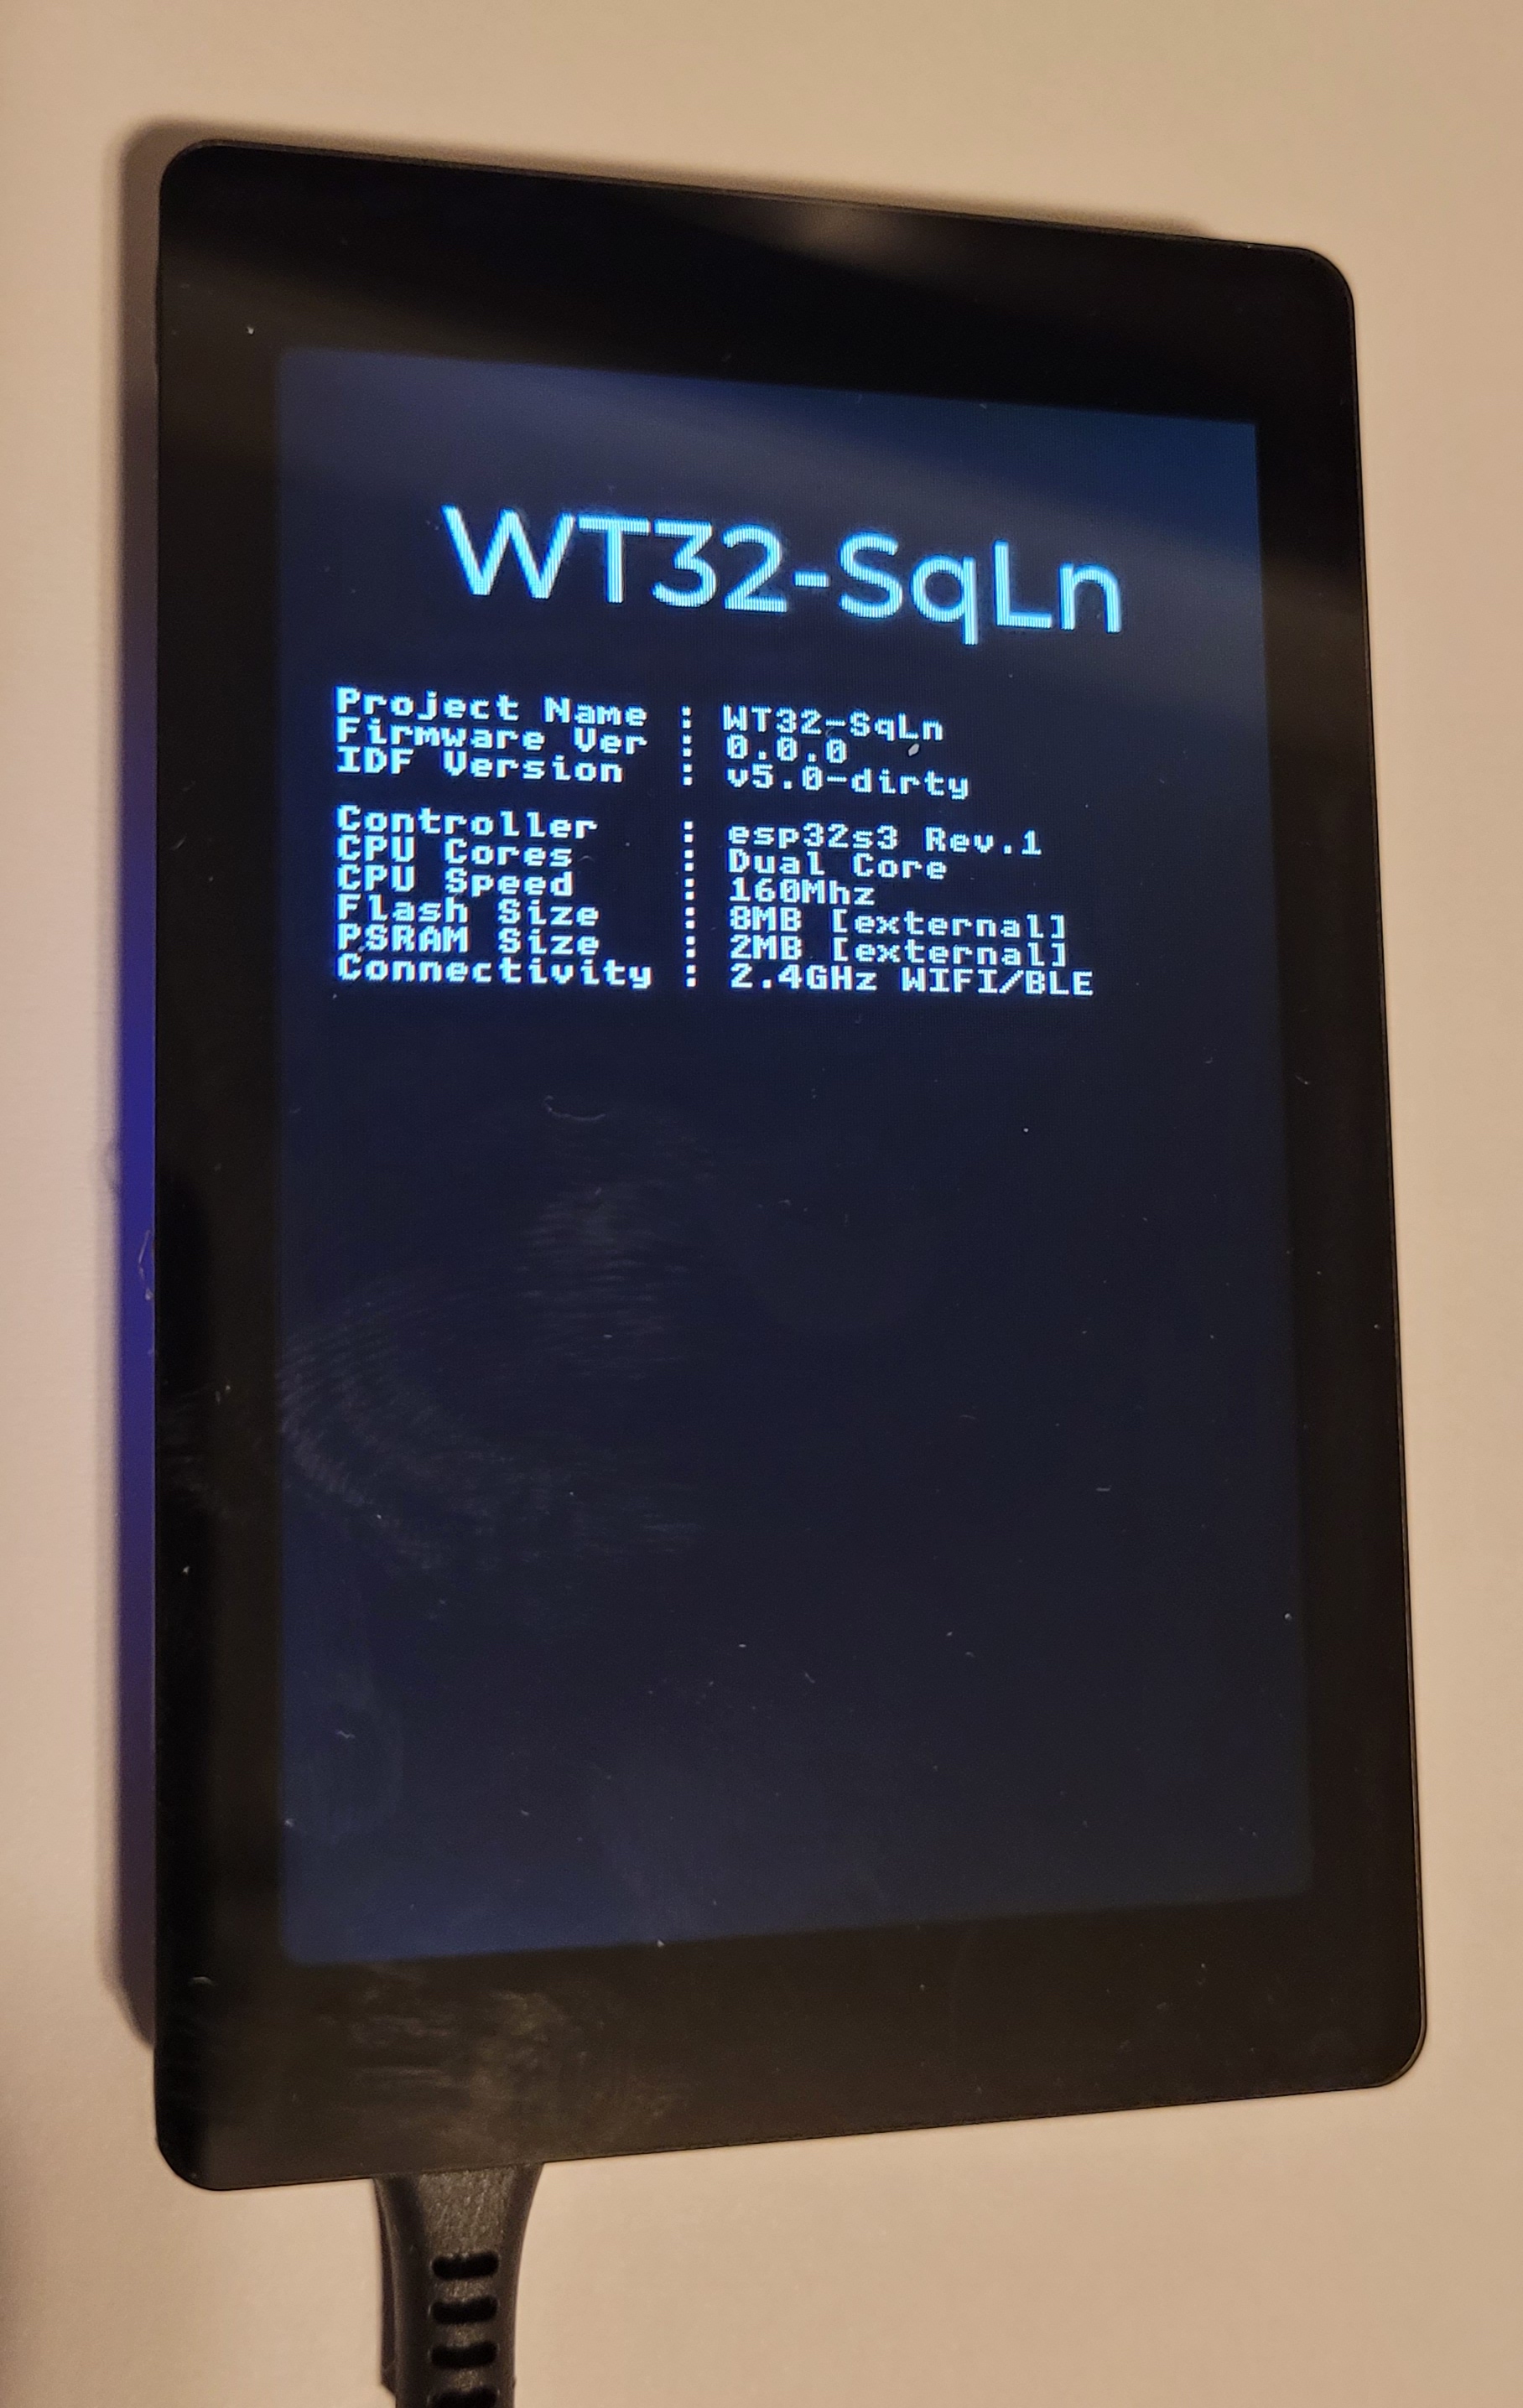 WT32-SqLn
Project Name : WT32-SqLn
Firmware Ver : 0.0.0
IDF Version : v5.0-dirty
Controller : esp32s3 Rev.1
CPU Cores : Dual Core
CPU Speed : 160Mhz
Flash Size : 8MB [external]
PSRAM Size : 2MB [external]
Connectivity : 2.4GHz WIFI/BLE